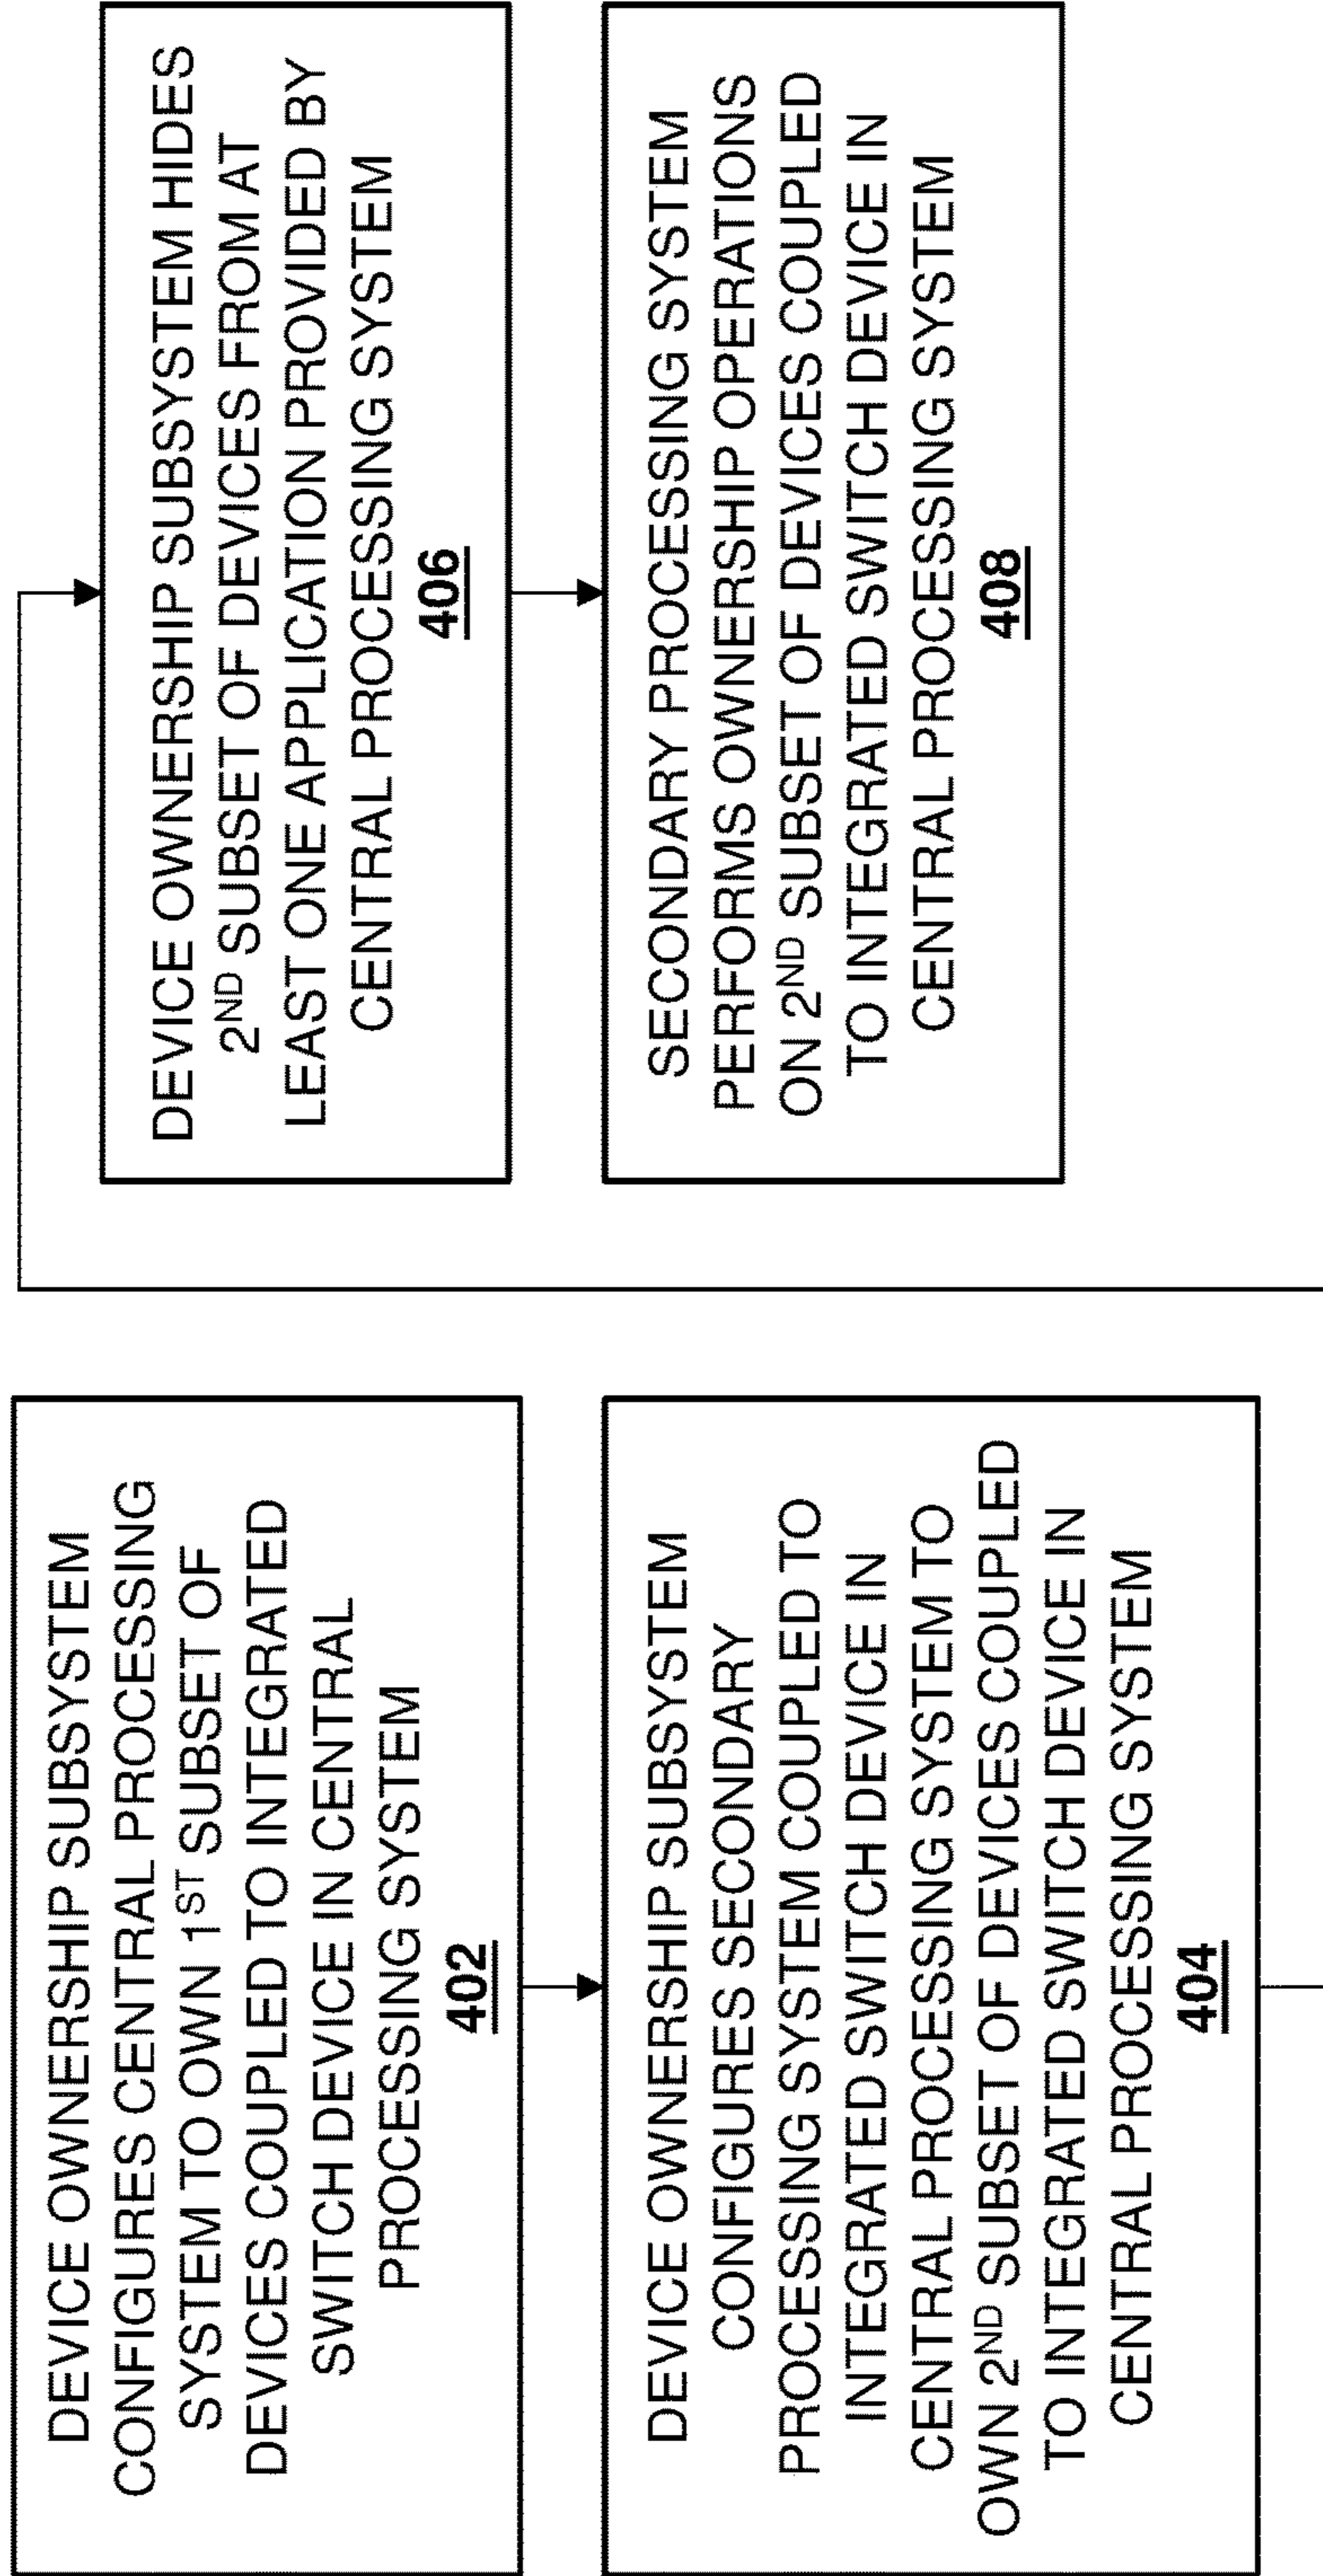 DEVICE OWNERSHIP SUBSYSTEM
CONFIGURES CENTRAL PROCESSING
SYSTEM TO OWN 1ST SUBSET OF
DEVICES COUPLED TO INTEGRATED
SWITCH DEVICE IN CENTRAL
PROCESSING SYSTEM
402
DEVICE OWNERSHIP SUBSYSTEM
CONFIGURES SECONDARY
PROCESSING SYSTEM COUPLED TO
INTEGRATED SWITCH DEVICE IN
CENTRAL PROCESSING SYSTEM TO
OWN 2ND SUBSET OF DEVICES COUPLED
TO INTEGRATED SWITCH DEVICE IN
CENTRAL PROCESSING SYSTEM
404
DEVICE OWNERSHIP SUBSYSTEM HIDES
2ND SUBSET OF DEVICES FROM AT
LEAST ONE APPLICATION PROVIDED BY
CENTRAL PROCESSING SYSTEM
406
SECONDARY PROCESSING SYSTEM
PERFORMS OWNERSHIP OPERATIONS
ON 2ND SUBSET OF DEVICES COUPLED
TO INTEGRATED SWITCH DEVICE IN
CENTRAL PROCESSING SYSTEM
408